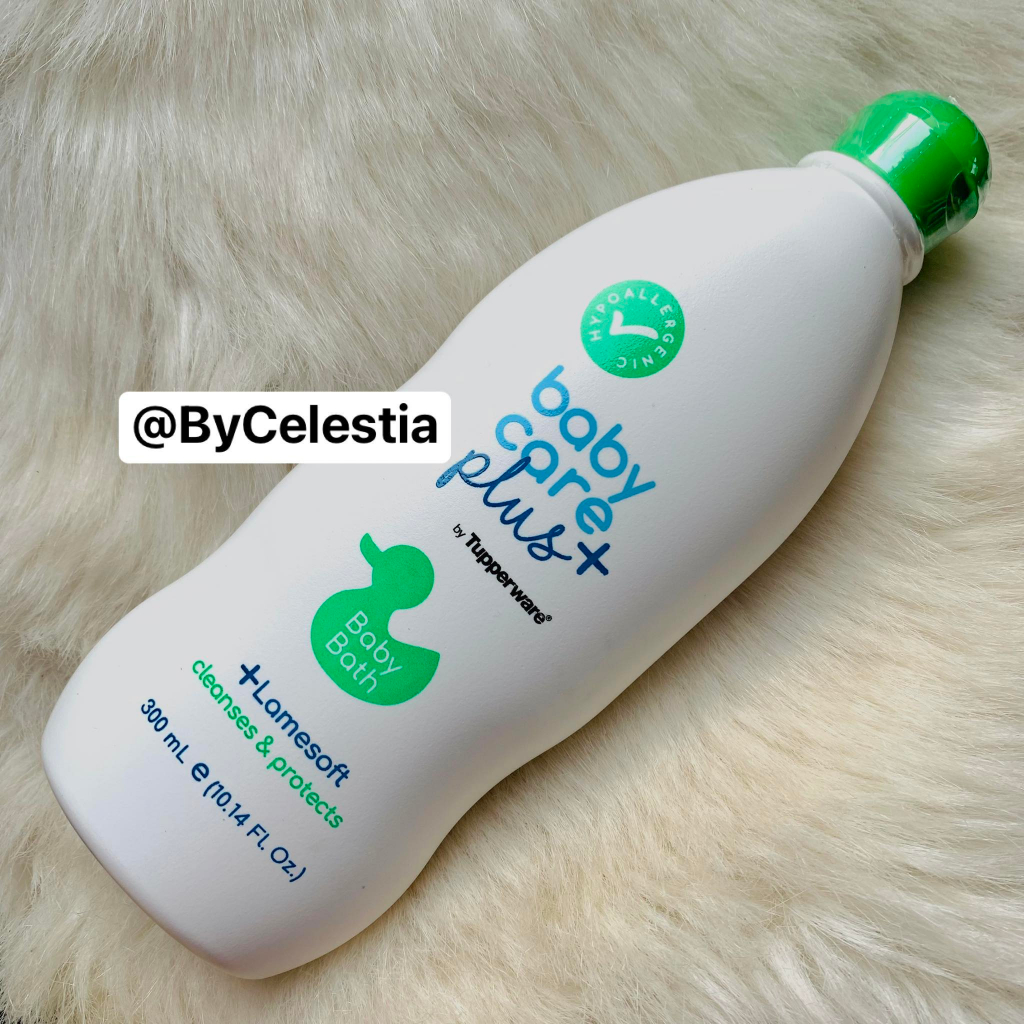 @ByCelestia
HYPOALLERGENIC
baby
care
plus+
by Tupperware®
Baby
Bath
+Lamesoft
cleanses & protects
300 mL e (10.14 Fl. Oz.)